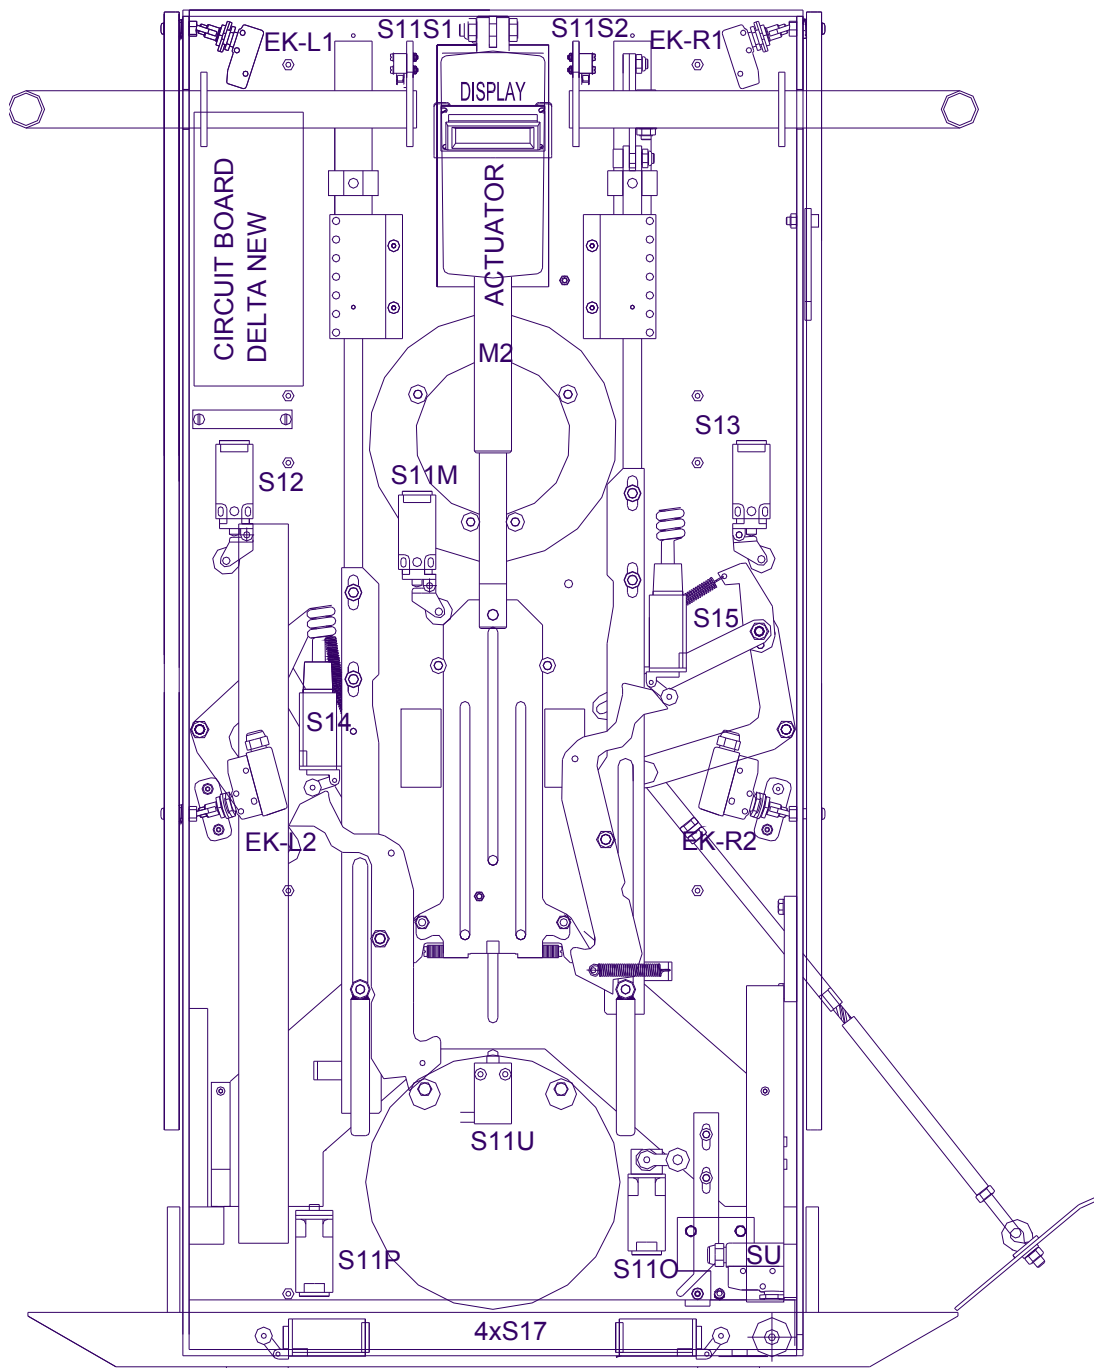 S11S1
S11S2
EK-L1
EK-R1
DISPLAY
CIRCUIT BOARD
DELTA NEW
ACTUATOR
M2
S13
S12
S11M
S15
S14
EK-L2
EK-R2
S11U
S11P
S11O
SU
4xS17